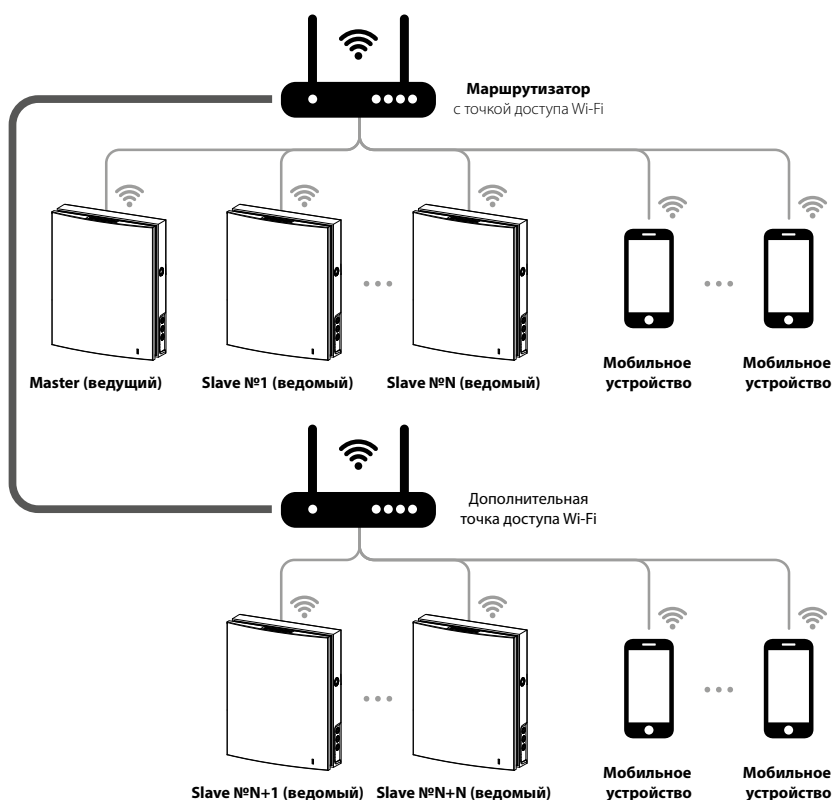 Маршрутизатор
с точкой доступа Wi-Fi
Master (ведущий)
Slave №1 (ведомый)
Slave №N (ведомый)
Мобильное
устройство
Мобильное
устройство
Дополнительная
точка доступа Wi-Fi
Slave №N+1 (ведомый)
Slave №N+N (ведомый)
Мобильное
устройство
Мобильное
устройство